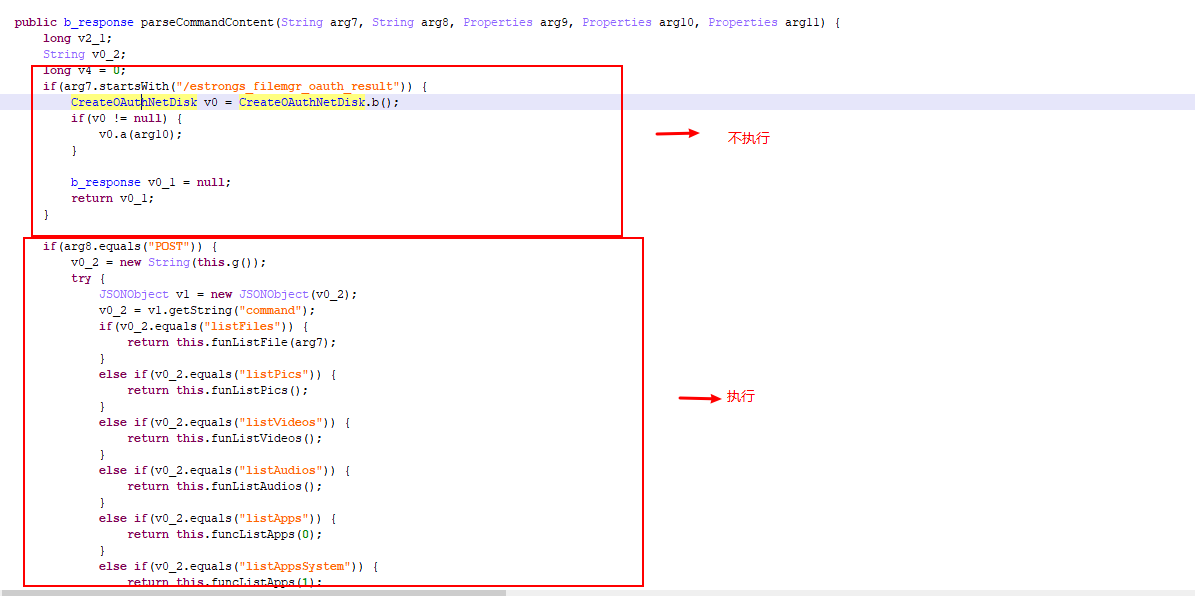 public b_response parseCommandContent(String arg7, String arg8, Properties arg9, Properties arg10, Properties arg11) {
long v2_1;
String v0_2;
long v4 = 0;
if(arg7.startsWith("/estrongs_filemgr_oauth_result")) {
CreateOAuthNetDisk v0 = CreateOAuthNetDisk.b();
if(v0 != null) {
v0.a(arg10);
}
不执行
b_response v0_1 = null;
return v0_1;
}
if(arg8.equals("POST")) {
v0_2 = new String(this.g());
try {
JSONObject v1 = new JSONObject(v0_2);
v0_2 = v1.getString("command");
if(v0_2.equals("listFiles")) {
return this.funListFile(arg7);
}
else if(v0_2.equals("listPics")) {
return this.funListPics();
执行
}
else if(v0_2.equals("listVideos")) {
return this.funListVideos();
}
else if(v0_2.equals("listAudios")) {
return this.funListAudios();
}
else if(v0_2.equals("listApps")) {
return this.funcListApps(0);
}
else if(v0_2.equals("listAppsSystem")) {
return this.funcListApps(1);